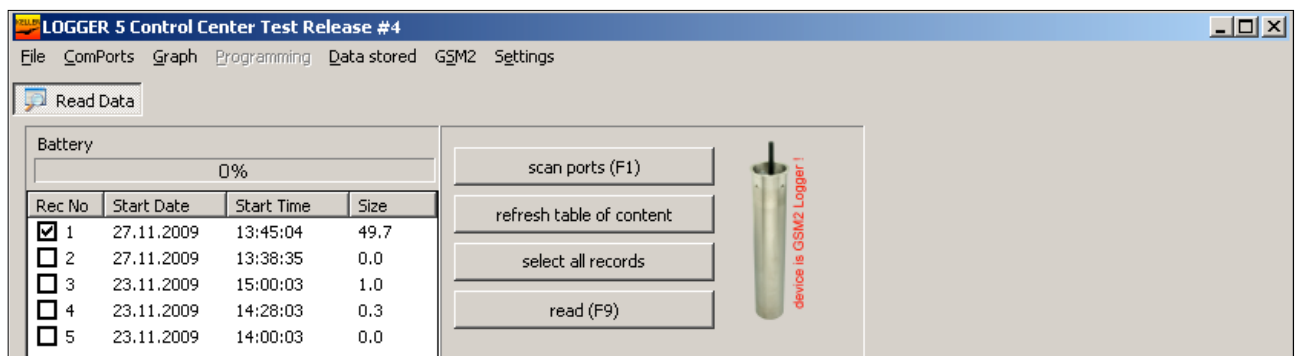 KELLER LOGGER 5 Control Center Test Release #4
File ComPorts Graph Programming Data stored GSM2 Settings
Read Data
Battery
0%
Rec No Start Date Start Time Size
1 27.11.2009 13:45:04 49.7
2 27.11.2009 13:38:35 0.0
3 23.11.2009 15:00:03 1.0
4 23.11.2009 14:28:03 0.3
5 23.11.2009 14:00:03 0.0
scan ports (F1)
refresh table of content
select all records
read (F9)
device is GSM2 Logger !